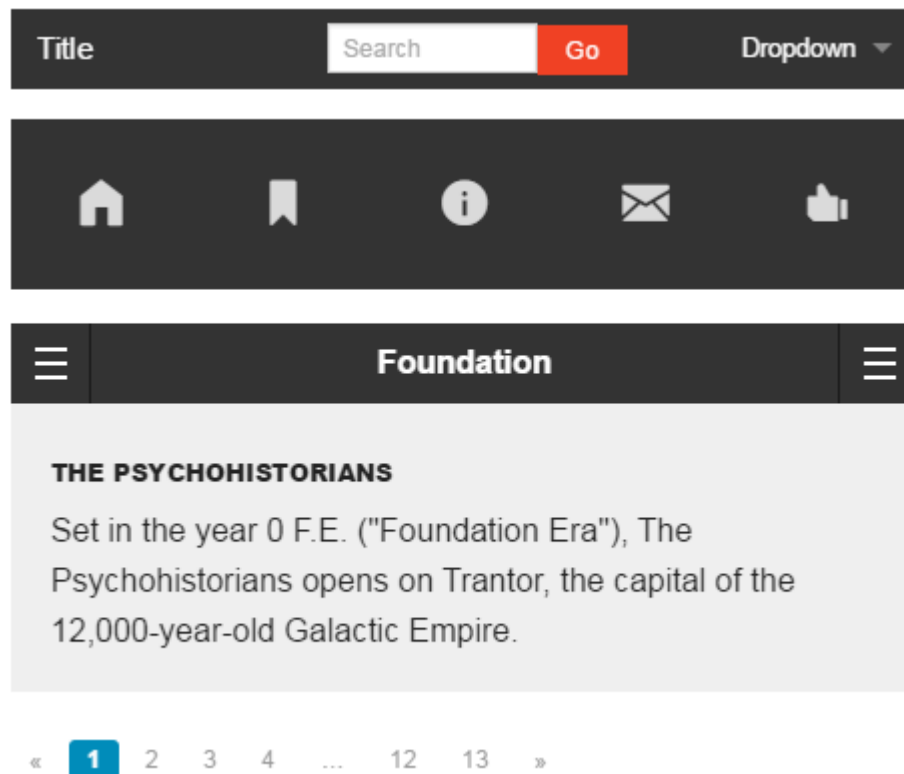 Title Search Go Dropdown
Foundation
THE PSYCHOHISTORIANS
Set in the year 0 F.E. ("Foundation Era"), The
Psychohistorians opens on Trantor, the capital of the
12,000-year-old Galactic Empire.
« 1 2 3 4 ... 12 13 »